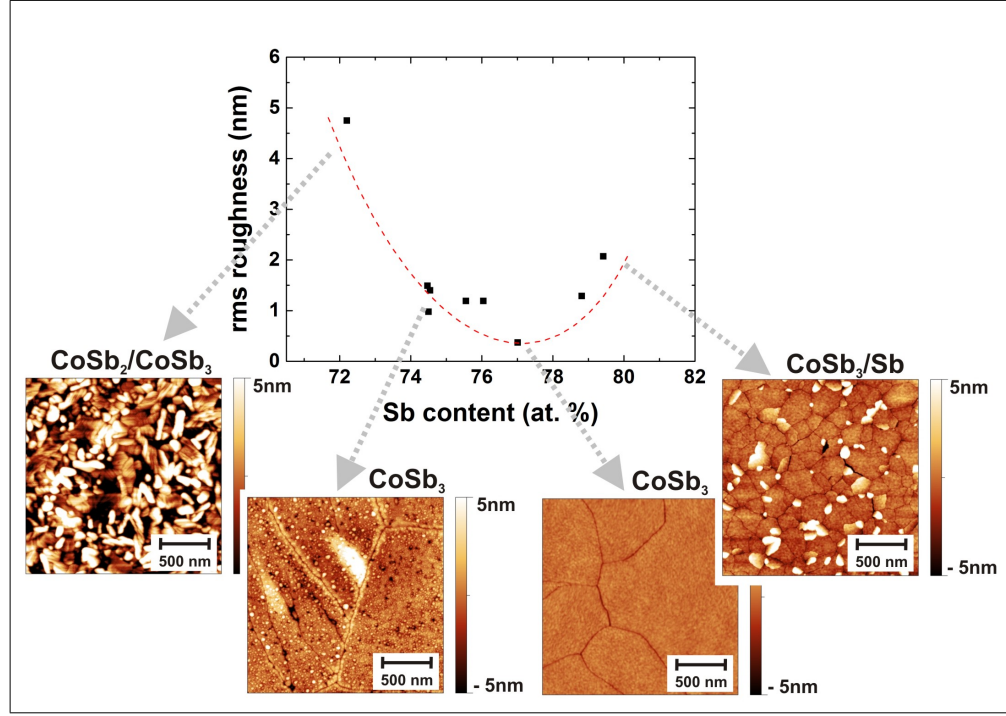 6
5
4
3
2
1
0
rms roughness (nm)
72 74 76 78 80 82
Sb content (at. %)
CoSb₂/CoSb₃
5nm
500 nm
CoSb₃
5nm
500 nm
- 5nm
CoSb₃
500 nm
- 5nm
CoSb₃/Sb
5nm
500 nm
- 5nm